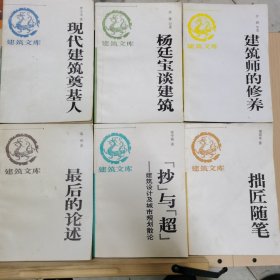 建筑文库
现代建筑奠基人
建筑文库
杨廷宝谈建筑
建筑文库
建筑师的修养
建筑文库
最后的论述
建筑文库
「抄」与「超」
——建筑设计及城市规划散论
建筑文库
拙匠随笔